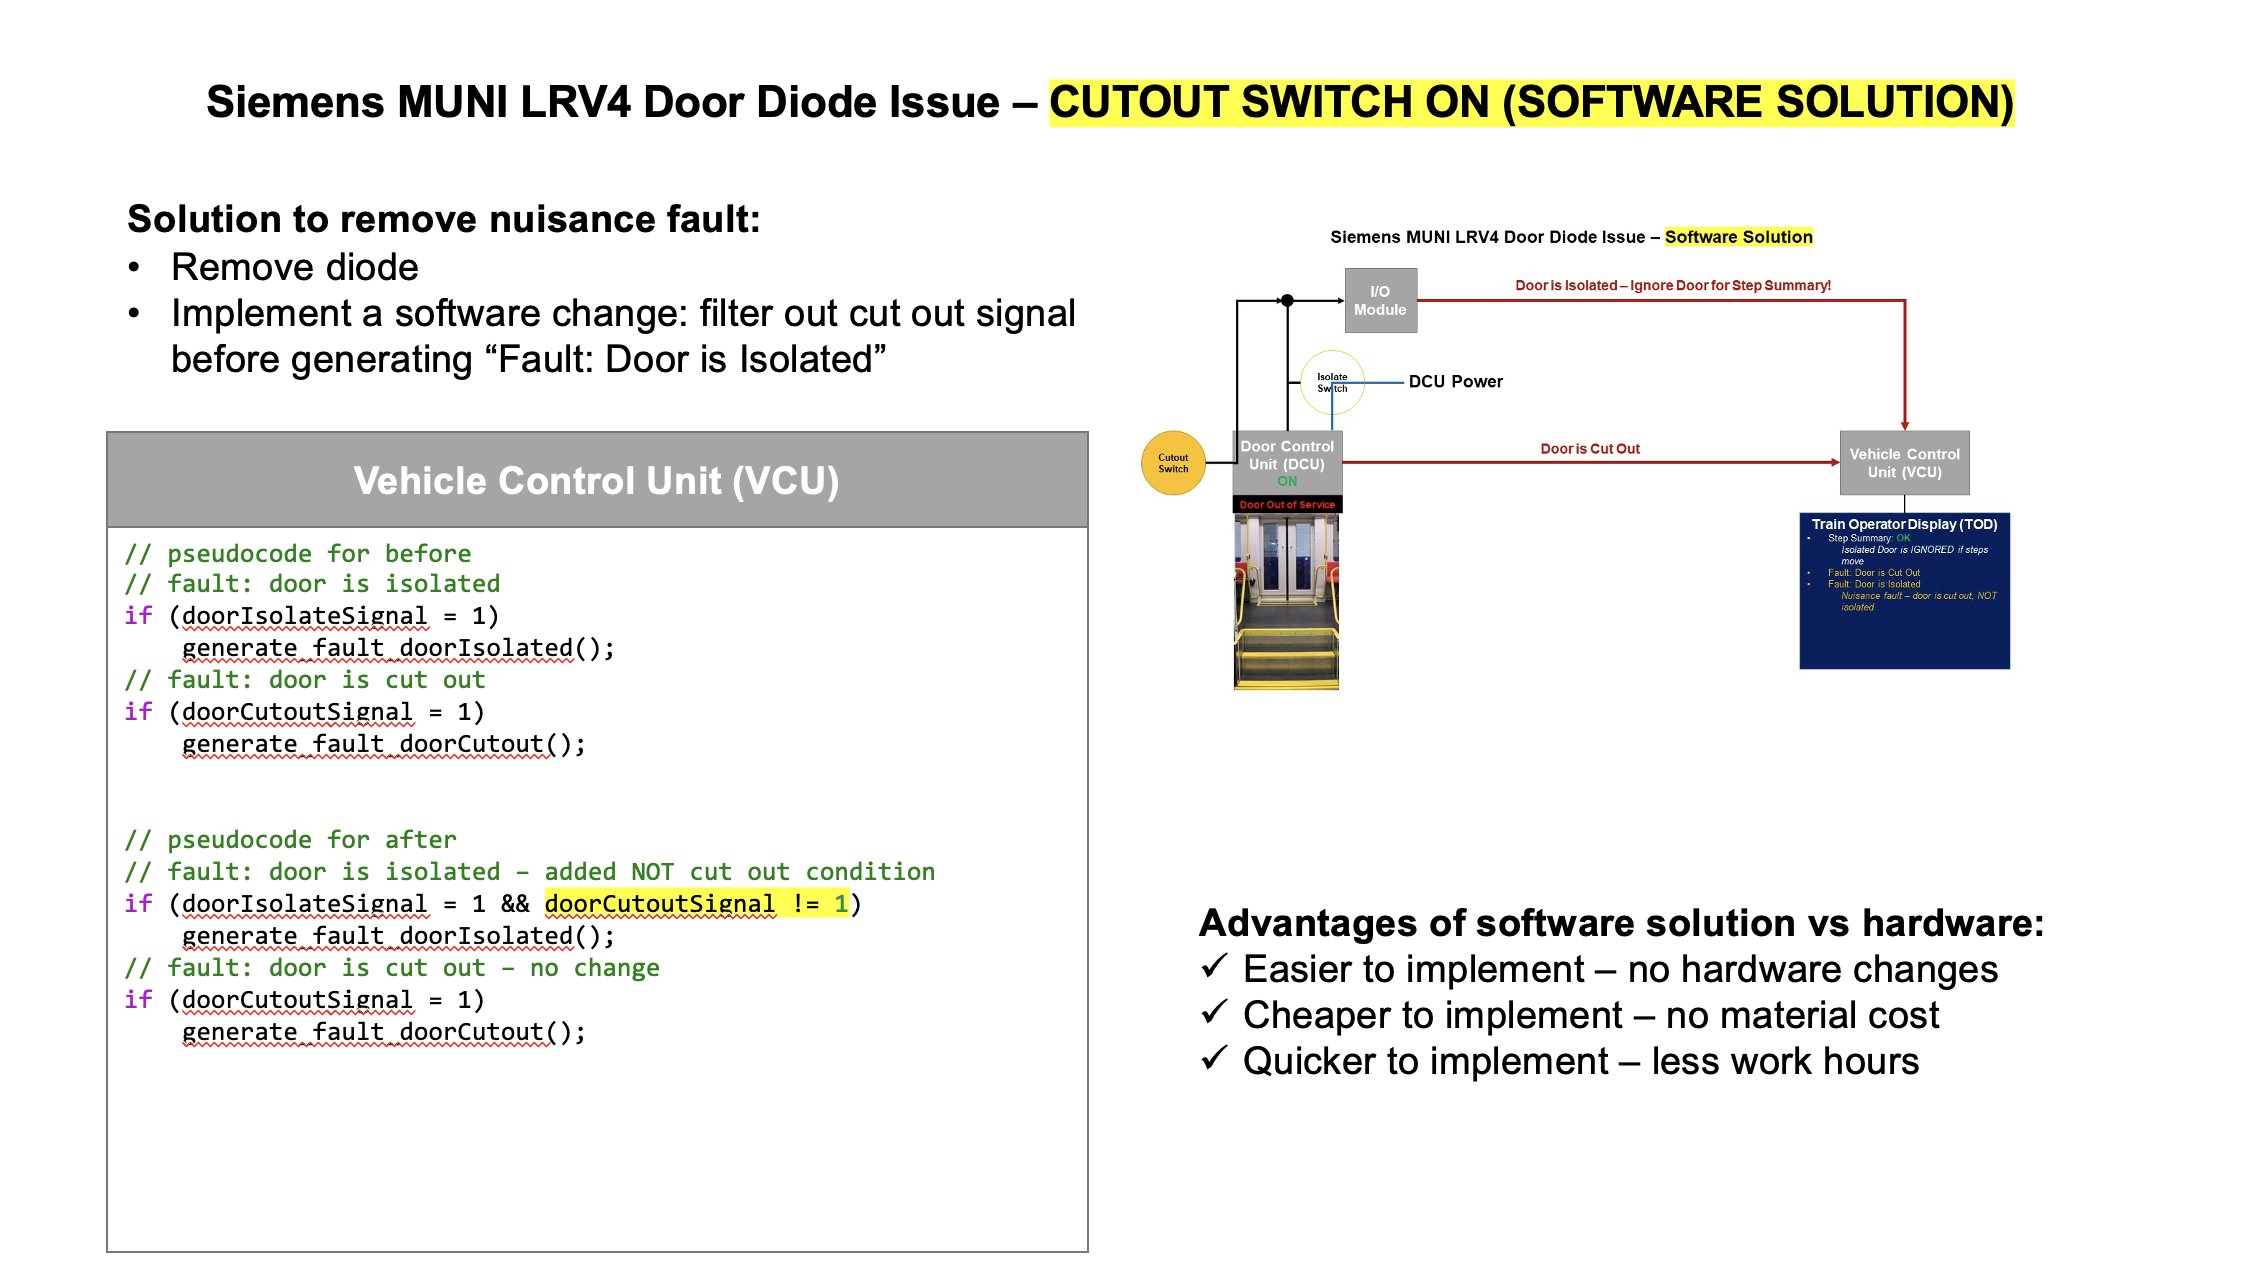 Siemens MUNI LRV4 Door Diode Issue – CUTOUT SWITCH ON (SOFTWARE SOLUTION)
Solution to remove nuisance fault:
• Remove diode
• Implement a software change: filter out cut out signal
before generating “Fault: Door is Isolated”
Vehicle Control Unit (VCU)
// pseudocode for before
// fault: door is isolated
if (doorIsolateSignal = 1)
    generate_fault_doorIsolated();
// fault: door is cut out
if (doorCutoutSignal = 1)
    generate_fault_doorCutout();
// pseudocode for after
// fault: door is isolated – added NOT cut out condition
if (doorIsolateSignal = 1 && doorCutoutSignal != 1)
    generate_fault_doorIsolated();
// fault: door is cut out – no change
if (doorCutoutSignal = 1)
    generate_fault_doorCutout();
Siemens MUNI LRV4 Door Diode Issue – Software Solution
I/O
Module
Door is Isolated – Ignore Door for Step Summary!
Isolate
Switch
DCU Power
Cutout
Switch
Door Control
Unit (DCU)
ON
Door Out of Service
Door is Cut Out
Vehicle Control
Unit (VCU)
Train Operator Display (TOD)
• Step Summary: OK
Isolated Door is IGNORED if steps
move
• Fault: Door is Cut Out
• Fault: Door is Isolated
Nuisance fault – door is cut out, NOT
isolated
Advantages of software solution vs hardware:
✓ Easier to implement – no hardware changes
✓ Cheaper to implement – no material cost
✓ Quicker to implement – less work hours